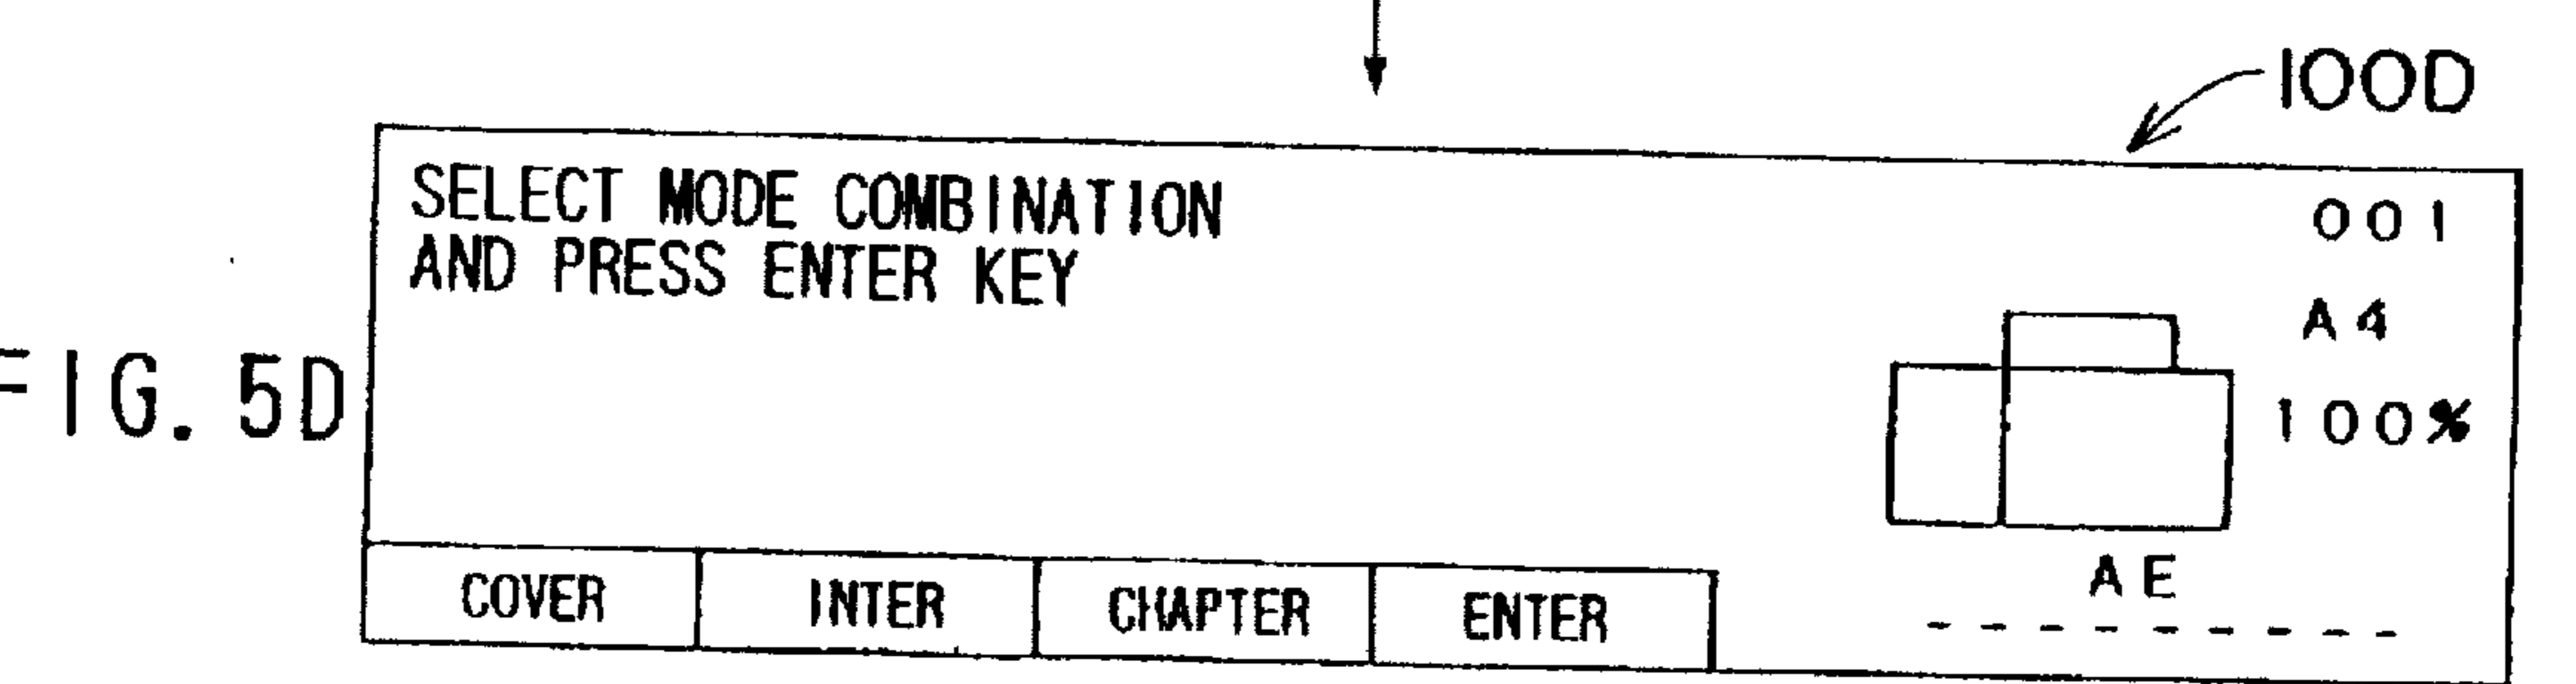 100D
SELECT MODE COMBINATION
AND PRESS ENTER KEY
001
A4
100%
FIG. 5D
AE
---------
COVER INTER CHAPTER ENTER